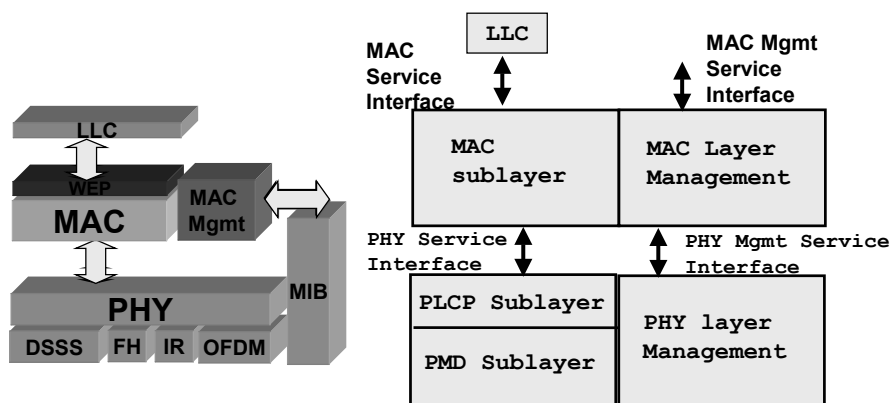 LLC
WEP
MAC
MAC
Mgmt
PHY
MIB
DSSS
FH
IR
OFDM
LLC
MAC
Service
Interface
MAC Mgmt
Service
Interface
MAC
sublayer
MAC Layer
Management
PHY Service
Interface
PHY Mgmt Service
Interface
PLCP Sublayer
PMD Sublayer
PHY layer
Management